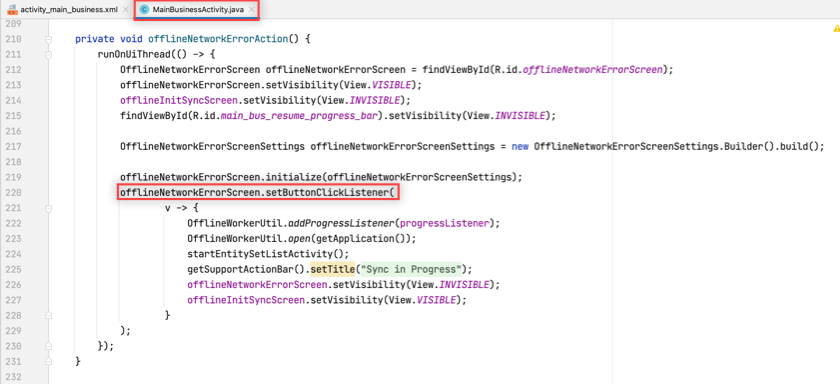 activity_main_business.xml × MainBusinessActivity.java ×
209
210 private void offlineNetworkErrorAction() {
211 runOnUiThread(() -> {
212 OfflineNetworkErrorScreen offlineNetworkErrorScreen = findViewById(R.id.offlineNetworkErrorScreen);
213 offlineNetworkErrorScreen.setVisibility(View.VISIBLE);
214 offlineInitSyncScreen.setVisibility(View.INVISIBLE);
215 findViewById(R.id.main_bus_resume_progress_bar).setVisibility(View.INVISIBLE);
216
217 OfflineNetworkErrorScreenSettings offlineNetworkErrorScreenSettings = new OfflineNetworkErrorScreenSettings.Builder().build();
218
219 offlineNetworkErrorScreen.initialize(offlineNetworkErrorScreenSettings);
220 offlineNetworkErrorScreen.setButtonClickListener(
221 v -> {
222 OfflineWorkerUtil.addProgressListener(progressListener);
223 OfflineWorkerUtil.open(getApplication());
224 startEntitySetListActivity();
225 getSupportActionBar().setTitle("Sync in Progress");
226 offlineNetworkErrorScreen.setVisibility(View.INVISIBLE);
227 offlineInitSyncScreen.setVisibility(View.VISIBLE);
228 }
229 );
230 });
231 }
232